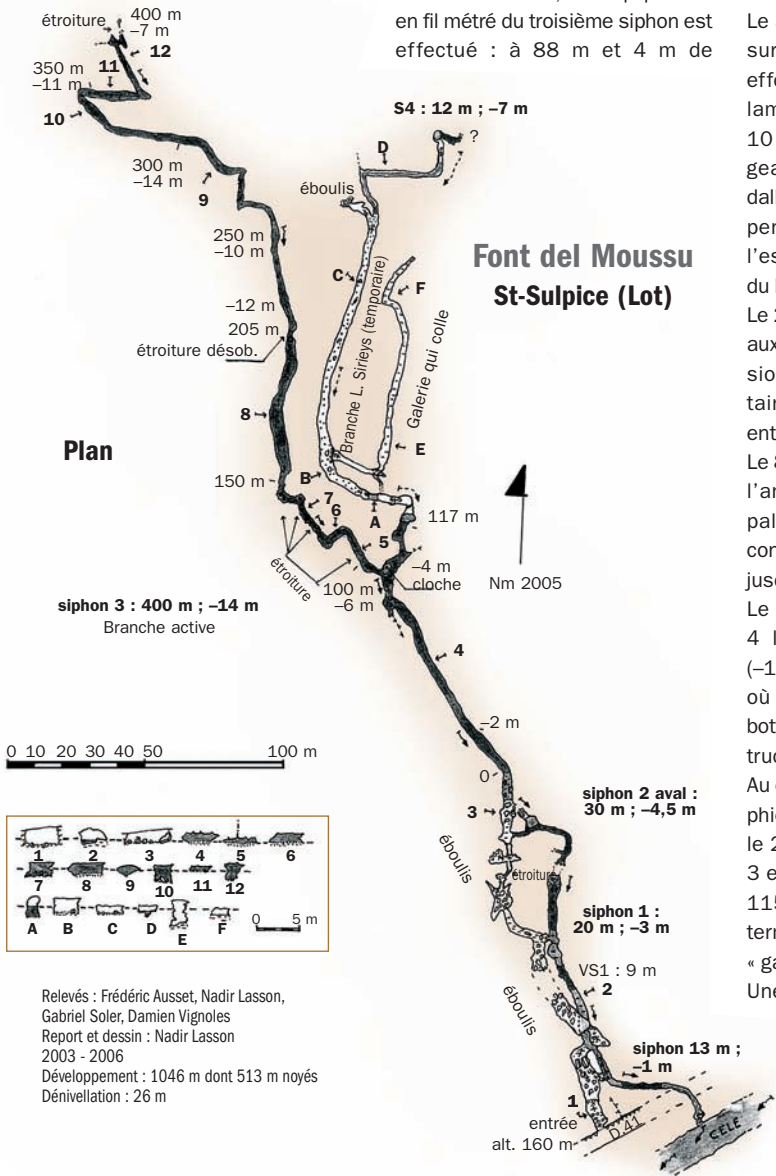 en fil métré du troisième siphon est
effectué : à 88 m et 4 m de
Le
sur
effe
lam
10
gea
dall
per
l'es
du l
Le 2
aux
sion
tair
ent
Le 8
l'ar
pal
con
jus
Le
4 l
(–1
où
bot
truc
Au
phi
le 2
3 e
115
terr
« ga
Une
étroiture
400 m
–7 m
12
11
350 m
–11 m
10
300 m
–14 m
9
250 m
–10 m
–12 m
205 m
étroiture désob.
8
150 m
7
6
5
étroiture
100 m
–6 m
–4 m
cloche
117 m
S4 : 12 m ; –7 m
?
D
éboulis
C
F
Branche L. Sirieys (temporaire)
Galerie qui colle
E
B
A
Font del Moussu
St-Sulpice (Lot)
Plan
Nm 2005
siphon 3 : 400 m ; –14 m
Branche active
4
–2 m
0
3
siphon 2 aval :
30 m ; –4,5 m
éboulis
étroiture
siphon 1 :
20 m ; –3 m
VS1 : 9 m
2
éboulis
siphon 13 m ;
–1 m
1
entrée
alt. 160 m
D.41
CELE
0 10 20 30 40 50 100 m
1 2 3 4 5 6
7 8 9 10 11 12
A B C D E F
0 5 m
Relevés : Frédéric Ausset, Nadir Lasson,
Gabriel Soler, Damien Vignoles
Report et dessin : Nadir Lasson
2003 - 2006
Développement : 1046 m dont 513 m noyés
Dénivellation : 26 m